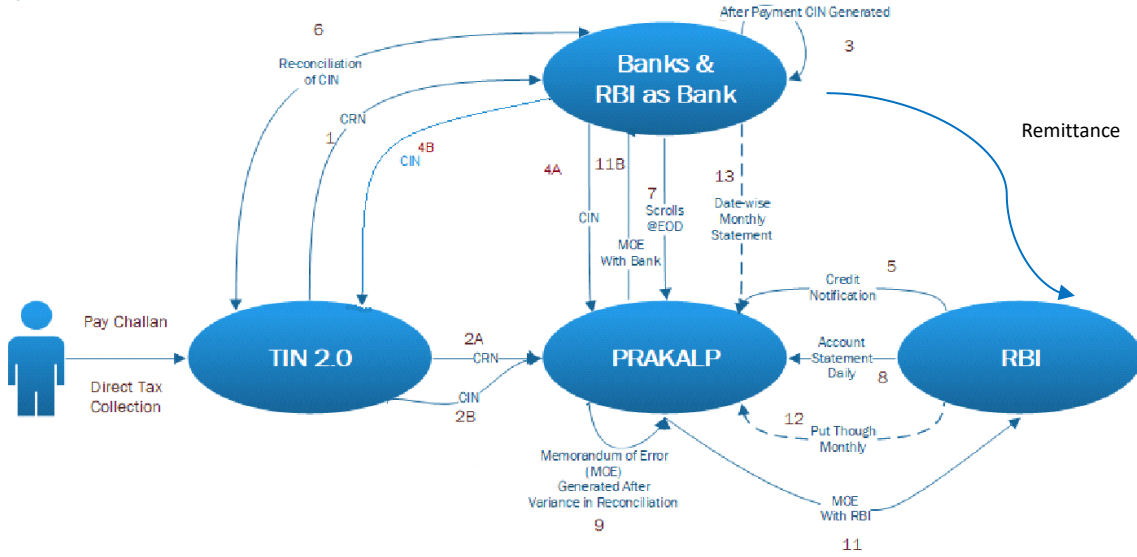 After Payment CIN Generated
3
6
Reconciliation
of CIN
Banks &
RBI as Bank
Remittance
1
CRN
4B
CIN
4A
CIN
11B
MOE
With Bank
7
Scrolls
@EOD
13
Date-wise
Monthly
Statement
5
Credit
Notification
Pay Challan
Direct Tax
Collection
TIN 2.0
2A
CRN
CIN
2B
PRAKALP
Account
Statement
Daily
8
RBI
12
Put Though
Monthly
Memorandum of Error
(MOE)
Generated After
Variance in Reconciliation
9
MOE
With RBI
11